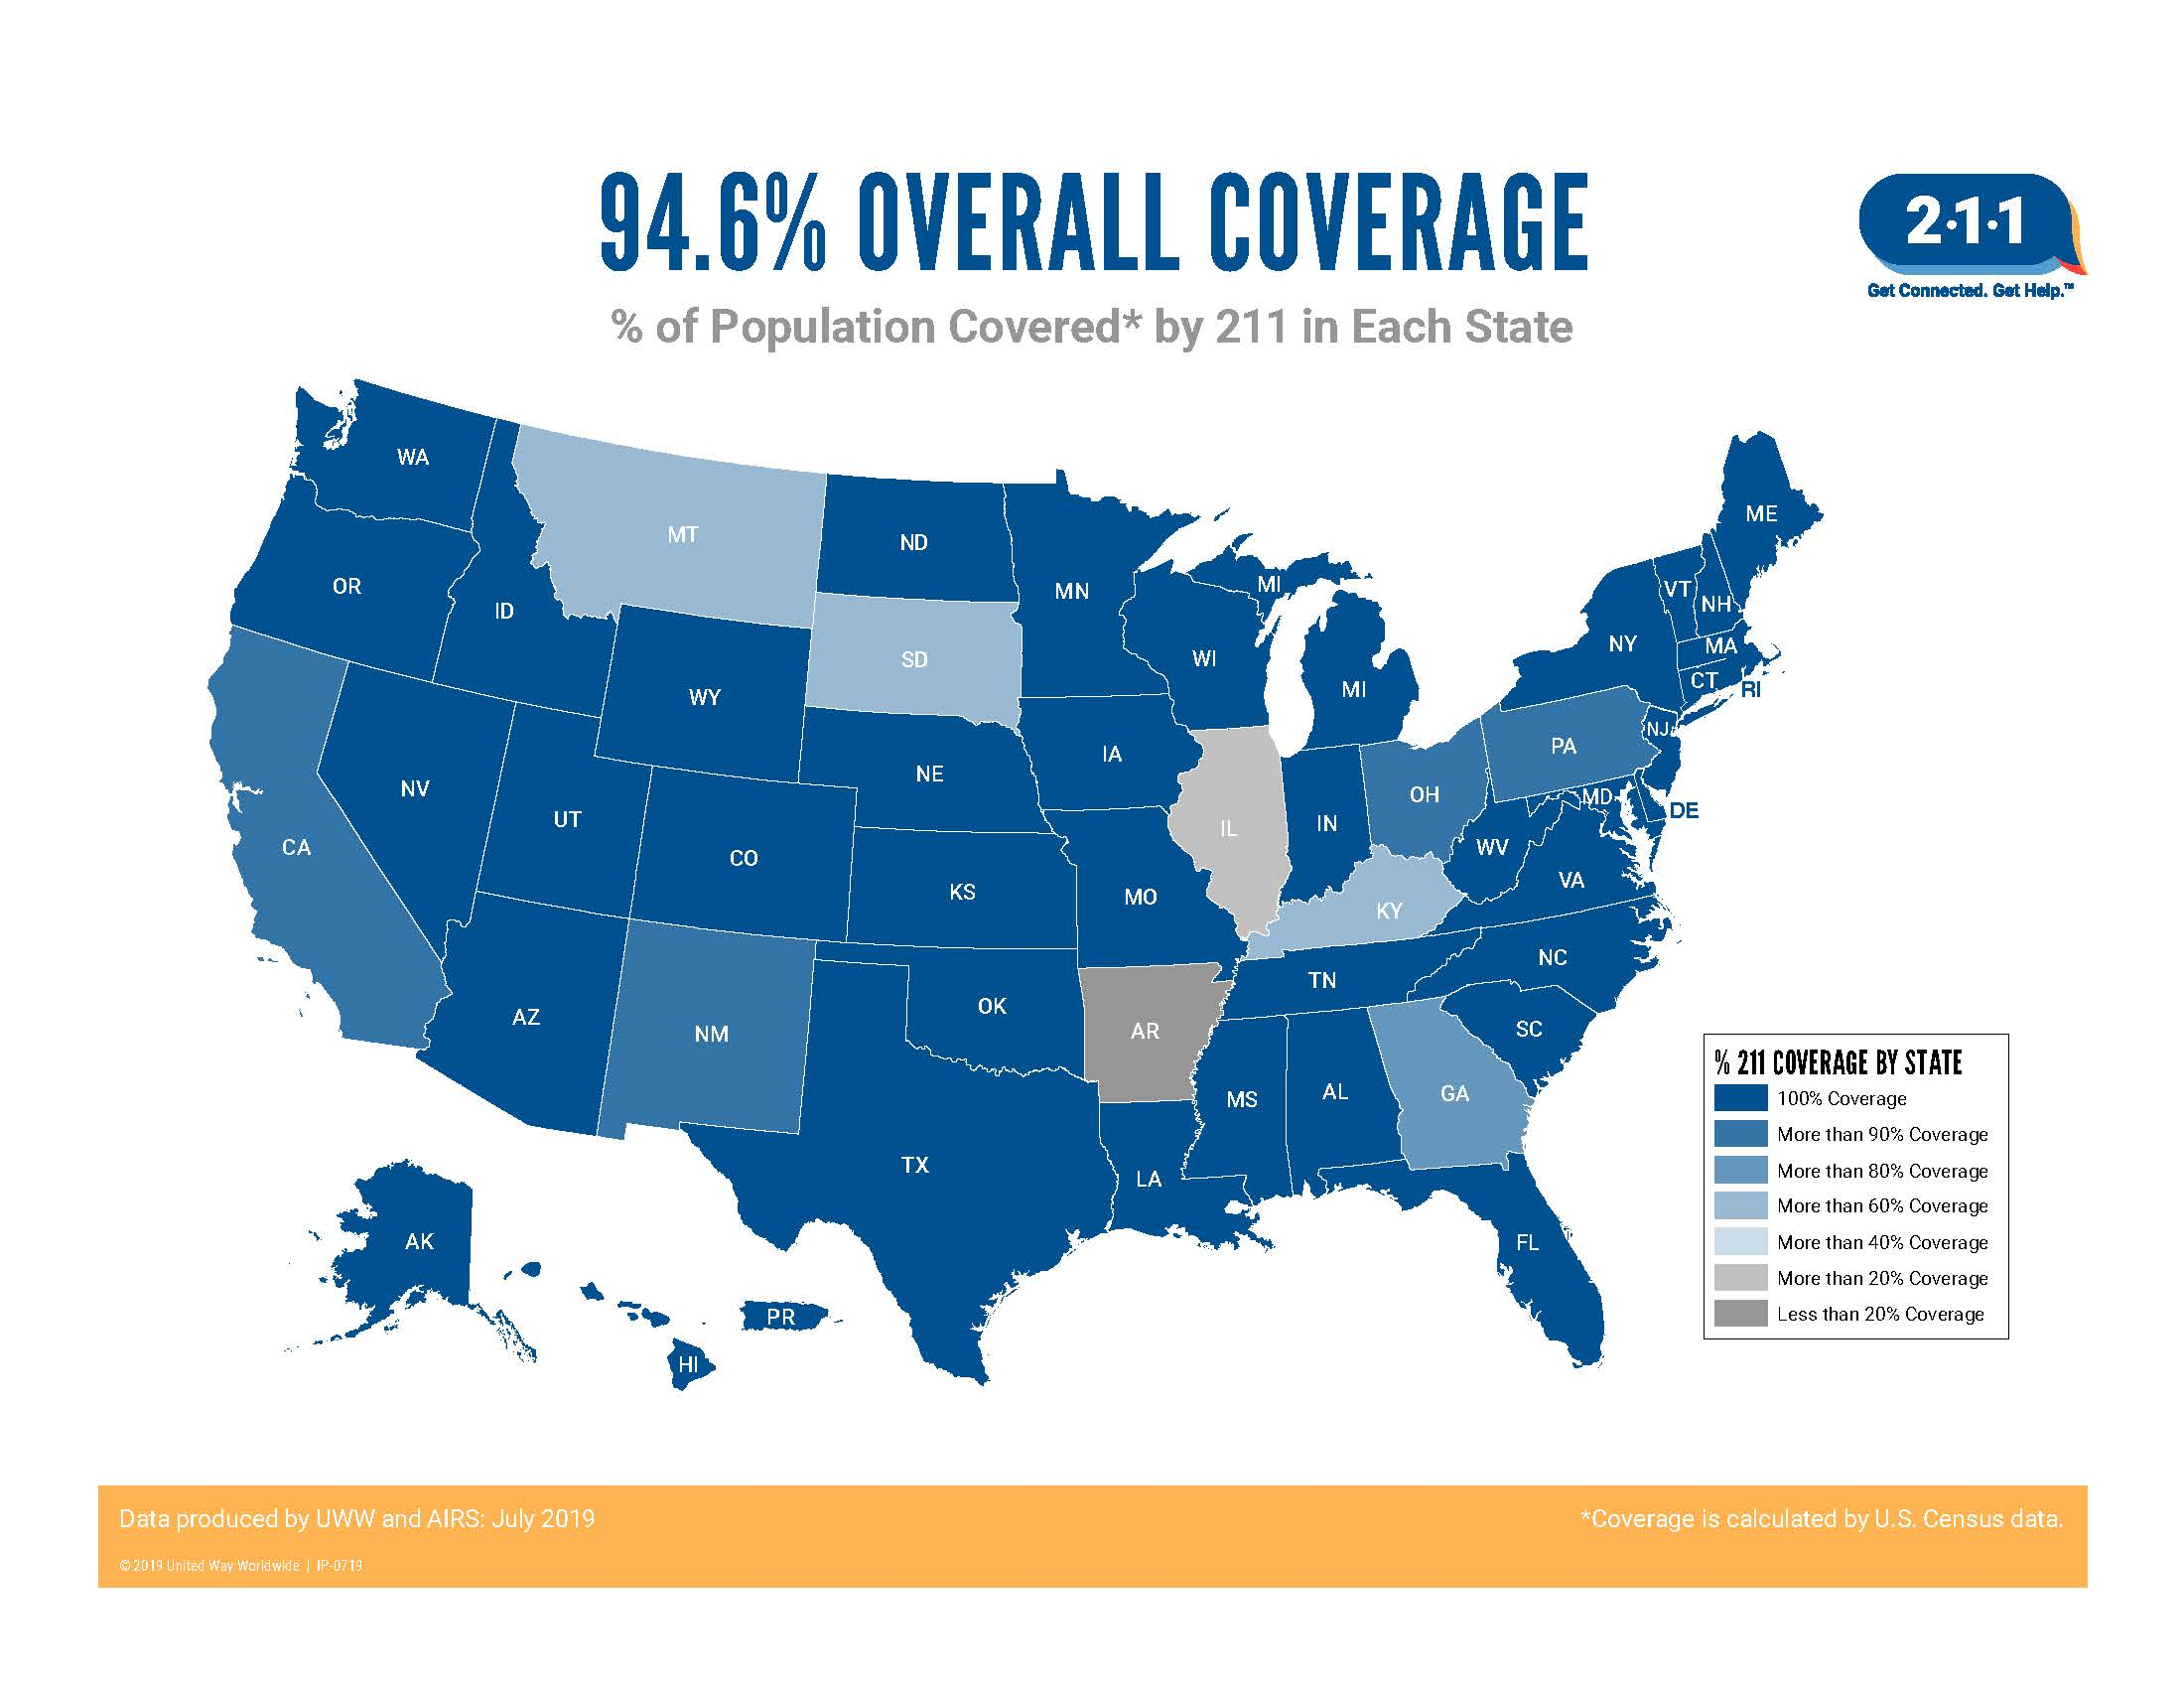 94.6% OVERALL COVERAGE
% of Population Covered* by 211 in Each State
2·1·1
Get Connected. Get Help.™
WA
MT
ND
MN
ME
OR
ID
MI
VT
NH
SD
WI
NY
MA
WY
MI
CT
RI
IA
PA
NJ
NE
NV
OH
MD
DE
UT
IN
IL
CA
CO
WV
KS
MO
VA
KY
NC
TN
AZ
OK
NM
AR
SC
MS
AL
GA
TX
LA
AK
FL
PR
HI
% 211 COVERAGE BY STATE
100% Coverage
More than 90% Coverage
More than 80% Coverage
More than 60% Coverage
More than 40% Coverage
More than 20% Coverage
Less than 20% Coverage
Data produced by UWW and AIRS: July 2019
*Coverage is calculated by U.S. Census data.
©2019 United Way Worldwide | IP-0719